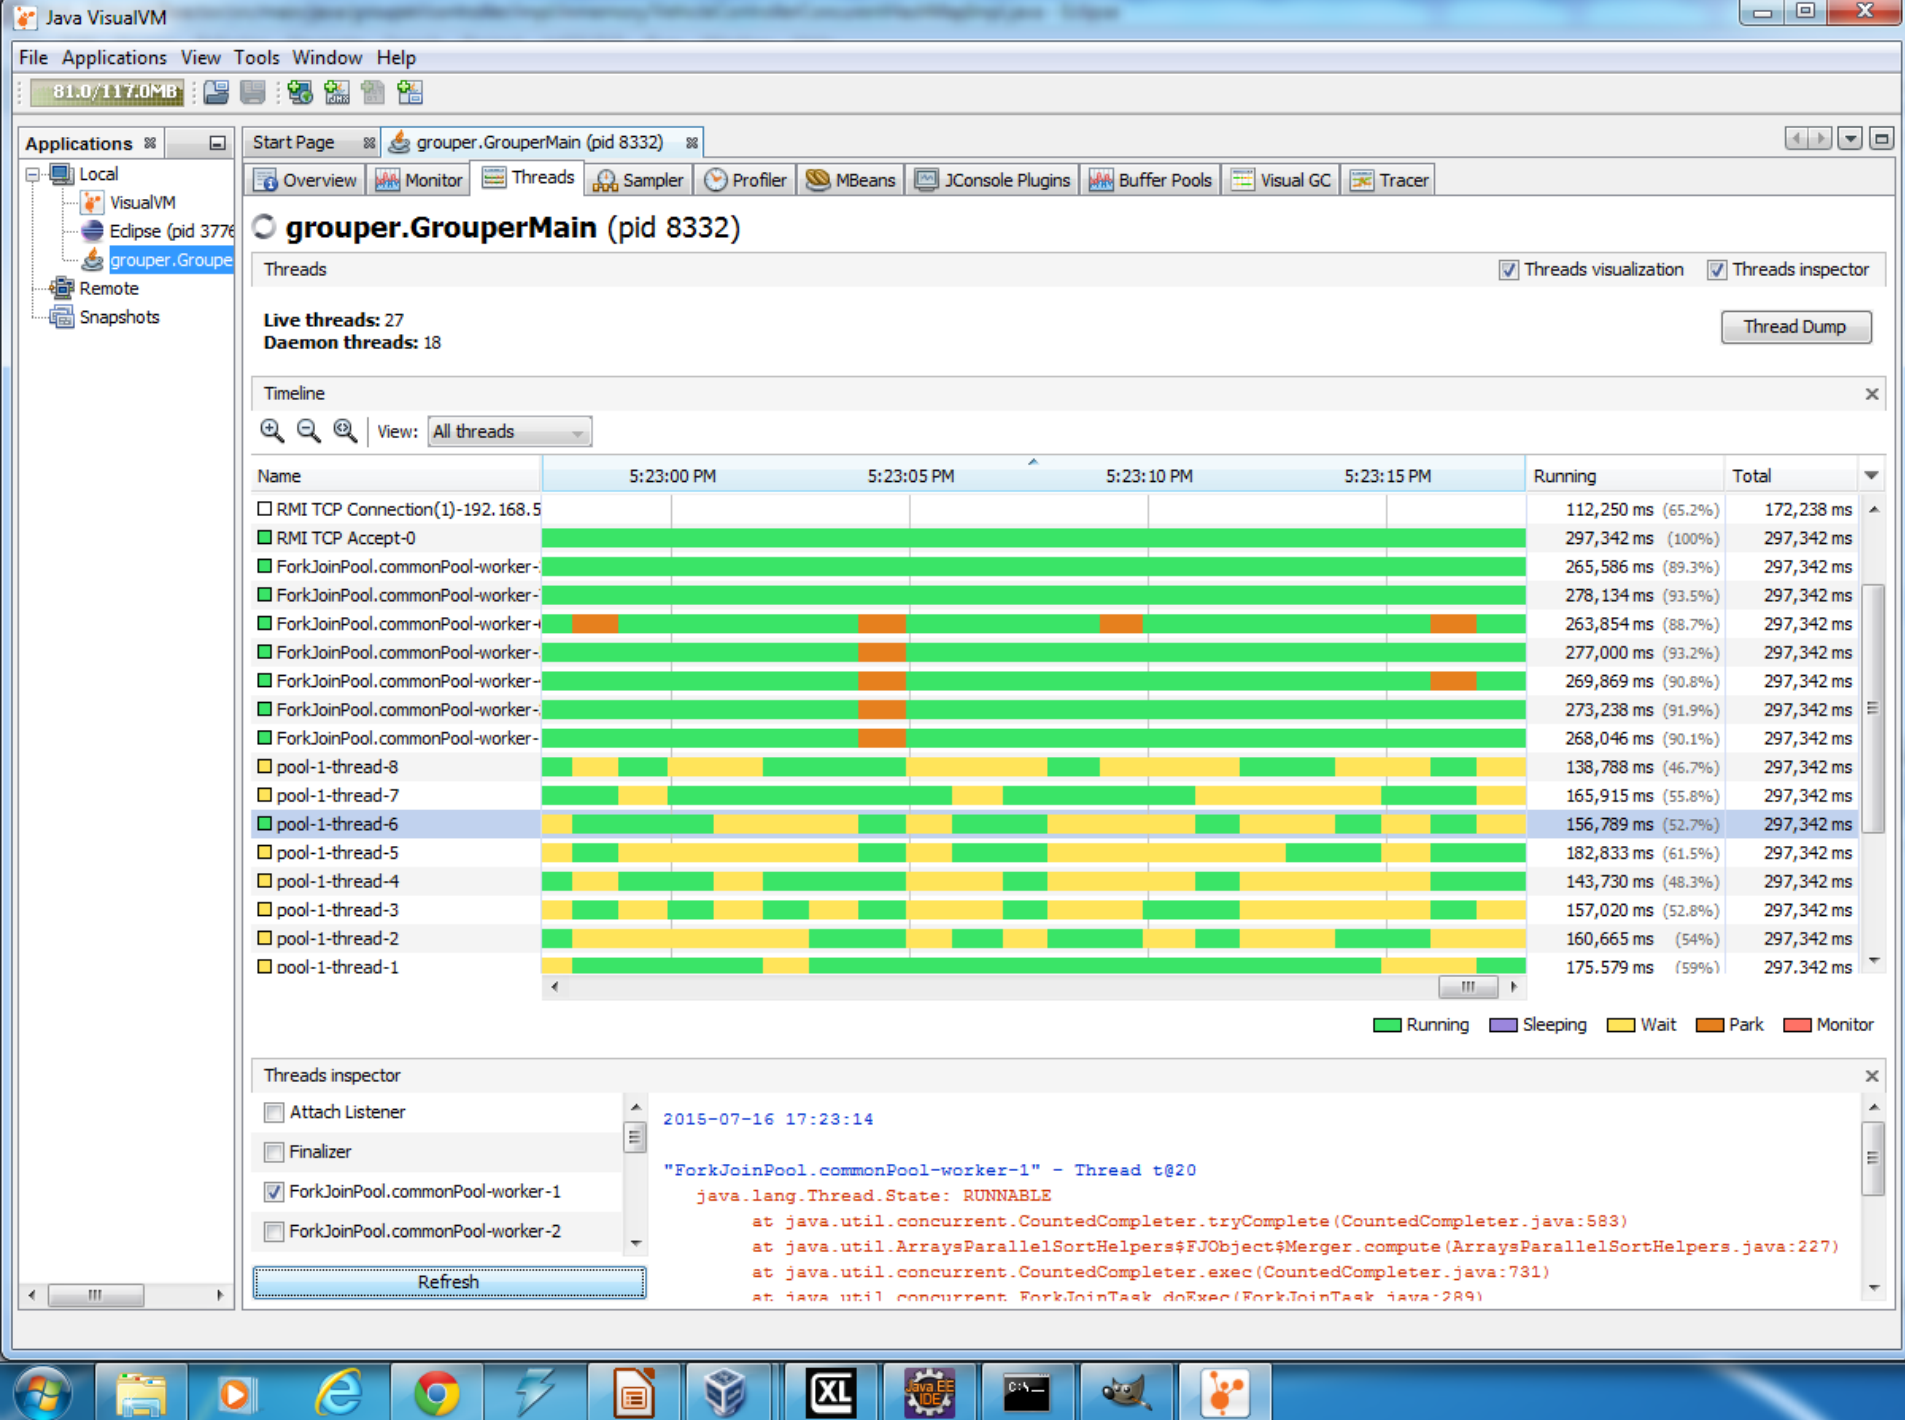 Java VisualVM
File Applications View Tools Window Help
81.0/117.0MB
Applications
Start Page grouper.GrouperMain (pid 8332)
Local
VisualVM
Eclipse (pid 3776
grouper.Groupe
Remote
Snapshots
Overview Monitor Threads Sampler Profiler MBeans JConsole Plugins Buffer Pools Visual GC Tracer
grouper.GrouperMain (pid 8332)
Threads Threads visualization Threads inspector
Live threads: 27
Daemon threads: 18
Thread Dump
Timeline
View: All threads
Name 5:23:00 PM 5:23:05 PM 5:23:10 PM 5:23:15 PM Running Total
RMI TCP Connection(1)-192.168.5 112,250 ms (65.2%) 172,238 ms
RMI TCP Accept-0 297,342 ms (100%) 297,342 ms
ForkJoinPool.commonPool-worker- 265,586 ms (89.3%) 297,342 ms
ForkJoinPool.commonPool-worker- 278,134 ms (93.5%) 297,342 ms
ForkJoinPool.commonPool-worker- 263,854 ms (88.7%) 297,342 ms
ForkJoinPool.commonPool-worker- 277,000 ms (93.2%) 297,342 ms
ForkJoinPool.commonPool-worker- 269,869 ms (90.8%) 297,342 ms
ForkJoinPool.commonPool-worker- 273,238 ms (91.9%) 297,342 ms
ForkJoinPool.commonPool-worker- 268,046 ms (90.1%) 297,342 ms
pool-1-thread-8 138,788 ms (46.7%) 297,342 ms
pool-1-thread-7 165,915 ms (55.8%) 297,342 ms
pool-1-thread-6 156,789 ms (52.7%) 297,342 ms
pool-1-thread-5 182,833 ms (61.5%) 297,342 ms
pool-1-thread-4 143,730 ms (48.3%) 297,342 ms
pool-1-thread-3 157,020 ms (52.8%) 297,342 ms
pool-1-thread-2 160,665 ms (54%) 297,342 ms
pool-1-thread-1 175,579 ms (59%) 297,342 ms
Running Sleeping Wait Park Monitor
Threads inspector
Attach Listener
Finalizer
ForkJoinPool.commonPool-worker-1
ForkJoinPool.commonPool-worker-2
Refresh
2015-07-16 17:23:14
"ForkJoinPool.commonPool-worker-1" - Thread t@20
java.lang.Thread.State: RUNNABLE
at java.util.concurrent.CountedCompleter.tryComplete(CountedCompleter.java:583)
at java.util.ArraysParallelSortHelpers$FJObject$Merger.compute(ArraysParallelSortHelpers.java:227)
at java.util.concurrent.CountedCompleter.exec(CountedCompleter.java:731)
at java.util.concurrent.ForkJoinTask.doExec(ForkJoinTask.java:289)
XL
Java EE
IDE
C:\_